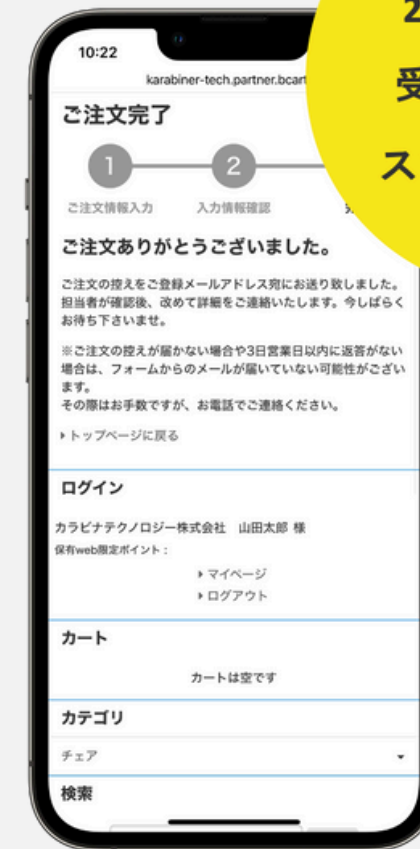 10:22
karabiner-tech.partner.bcart
ご注文完了
1
2
ご注文情報入力
入力情報確認
ご注文ありがとうございました。
ご注文の控えをご登録メールアドレス宛にお送り致しました。
担当者が確認後、改めて詳細をご連絡いたします。今しばらく
お待ち下さいませ。
※ご注文の控えが届かない場合や3日営業日以内に返答がない
場合は、フォームからのメールが届いていない可能性がござい
ます。
その際はお手数ですが、お電話でご連絡ください。
トップページに戻る
ログイン
カラビナテクノロジー株式会社 山田太郎 様
保有web限定ポイント：
マイページ
ログアウト
カート
カートは空です
カテゴリ
チェア
検索
2
受
ス